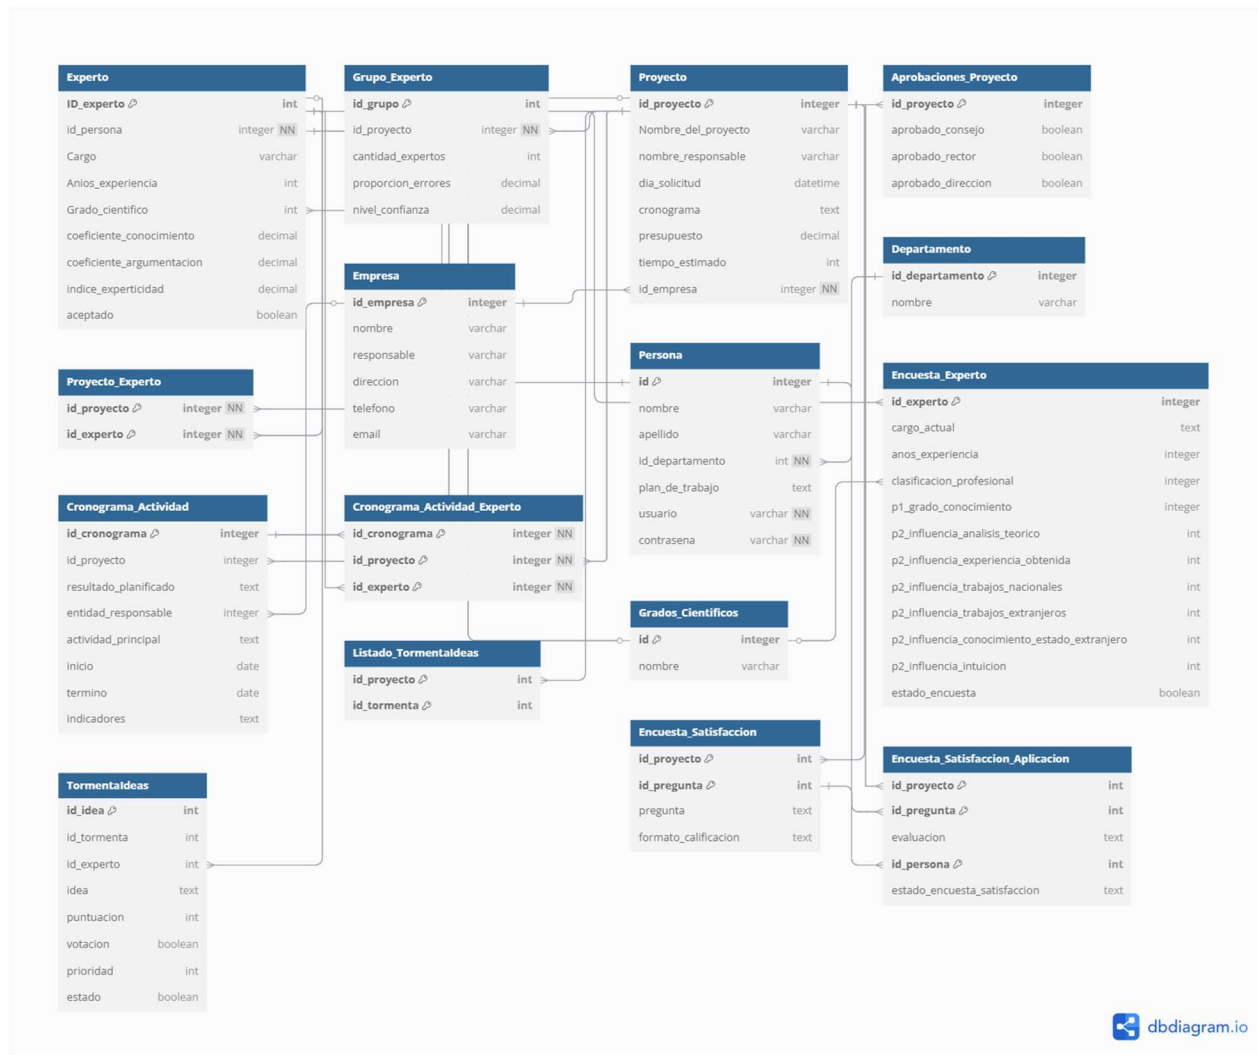 Experto
ID_experto int
id_persona integer NN
Cargo varchar
Anios_experiencia int
Grado_cientifico int
coeficiente_conocimiento decimal
coeficiente_argumentacion decimal
indice_experticidad decimal
aceptado boolean
Grupo_Experto
id_grupo int
id_proyecto integer NN
cantidad_expertos int
proporcion_errores decimal
nivel_confianza decimal
Proyecto
id_proyecto integer
Nombre_del_proyecto varchar
nombre_responsable varchar
dia_solicitud datetime
cronograma text
presupuesto decimal
tiempo_estimado int
id_empresa integer NN
Aprobaciones_Proyecto
id_proyecto integer
aprobado_consejo boolean
aprobado_rector boolean
aprobado_direccion boolean
Departamento
id_departamento integer
nombre varchar
Empresa
id_empresa integer
nombre varchar
responsable varchar
direccion varchar
telefono varchar
email varchar
Persona
id integer
nombre varchar
apellido varchar
id_departamento int NN
plan_de_trabajo text
usuario varchar NN
contrasena varchar NN
Encuesta_Experto
id_experto integer
cargo_actual text
anos_experiencia integer
clasificacion_profesional integer
p1_grado_conocimiento integer
p2_influencia_analisis_teorico int
p2_influencia_experiencia_obtenida int
p2_influencia_trabajos_nacionales int
p2_influencia_trabajos_extranjeros int
p2_influencia_conocimiento_estado_extranjero int
p2_influencia_intuicion int
estado_encuesta boolean
Proyecto_Experto
id_proyecto integer NN
id_experto integer NN
Cronograma_Actividad
id_cronograma integer
id_proyecto integer
resultado_planificado text
entidad_responsable integer
actividad_principal text
inicio date
termino date
indicadores text
Cronograma_Actividad_Experto
id_cronograma integer NN
id_proyecto integer NN
id_experto integer NN
Grados_Cientificos
id integer
nombre varchar
Listado_TormentaIdeas
id_proyecto int
id_tormenta int
Encuesta_Satisfaccion
id_proyecto int
id_pregunta int
pregunta text
formato_calificacion text
Encuesta_Satisfaccion_Aplicacion
id_proyecto int
id_pregunta int
evaluacion text
id_persona int
estado_encuesta_satisfaccion text
TormentaIdeas
id_idea int
id_tormenta int
id_experto int
idea text
puntuacion int
votacion boolean
prioridad int
estado boolean
dbdiagram.io